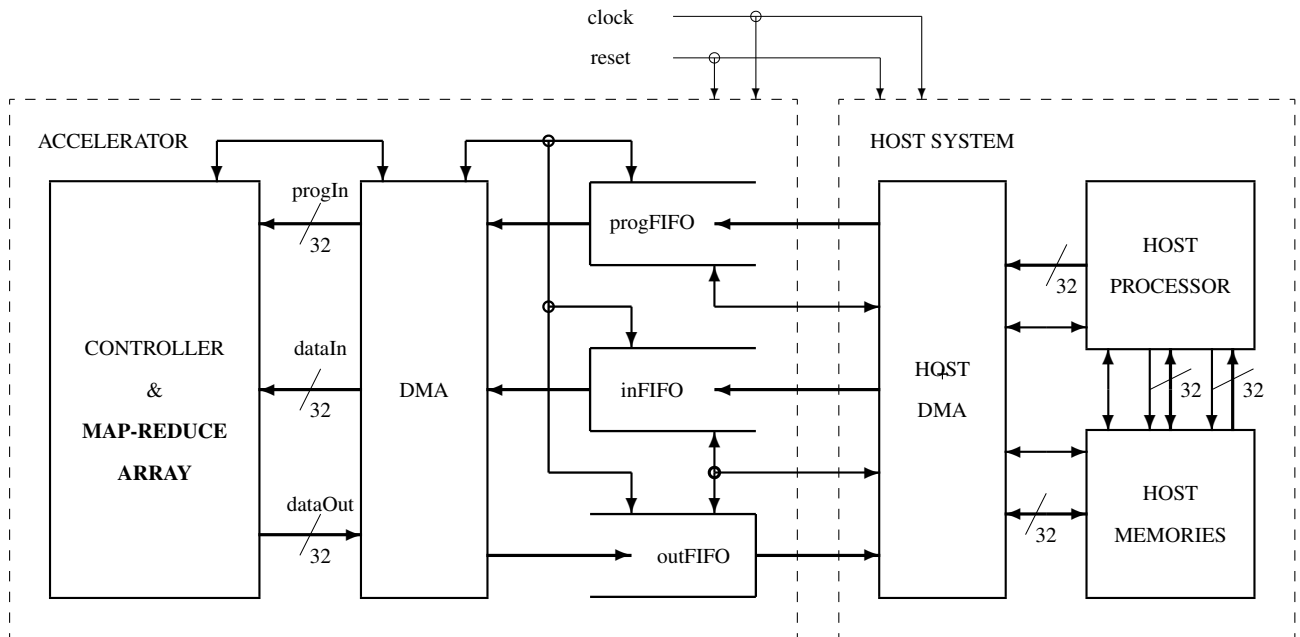 clock
reset
ACCELERATOR
HOST SYSTEM
progIn
32
progFIFO
HOST
PROCESSOR
32
CONTROLLER
&
MAP-REDUCE
ARRAY
dataIn
32
DMA
inFIFO
HOST
DMA
32
32
dataOut
32
outFIFO
32
HOST
MEMORIES